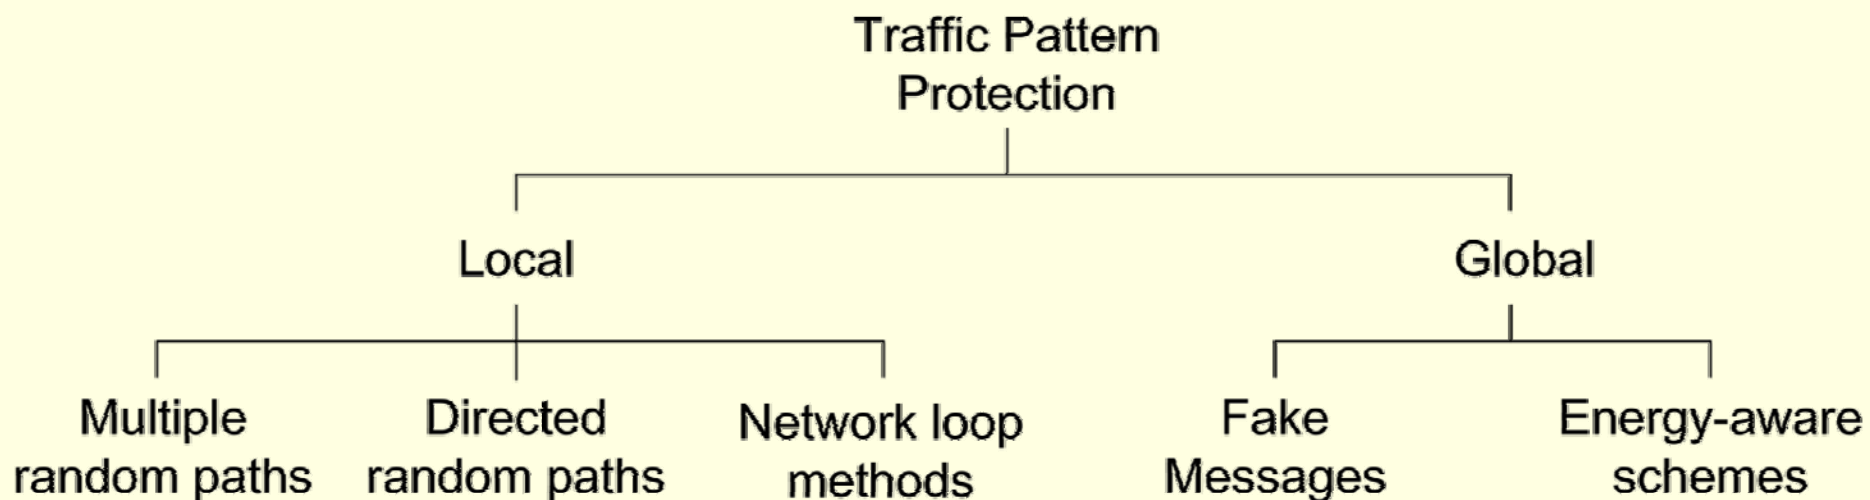 Traffic Pattern
Protection
Local
Global
Multiple
random paths
Directed
random paths
Network loop
methods
Fake
Messages
Energy-aware
schemes